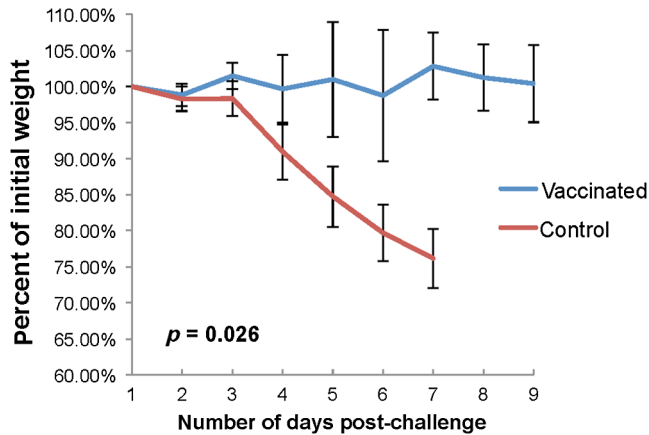 110.00%
105.00%
100.00%
95.00%
90.00%
85.00%
80.00%
75.00%
70.00%
65.00%
60.00%
Percent of initial weight
Vaccinated
Control
p = 0.026
1 2 3 4 5 6 7 8 9
Number of days post-challenge